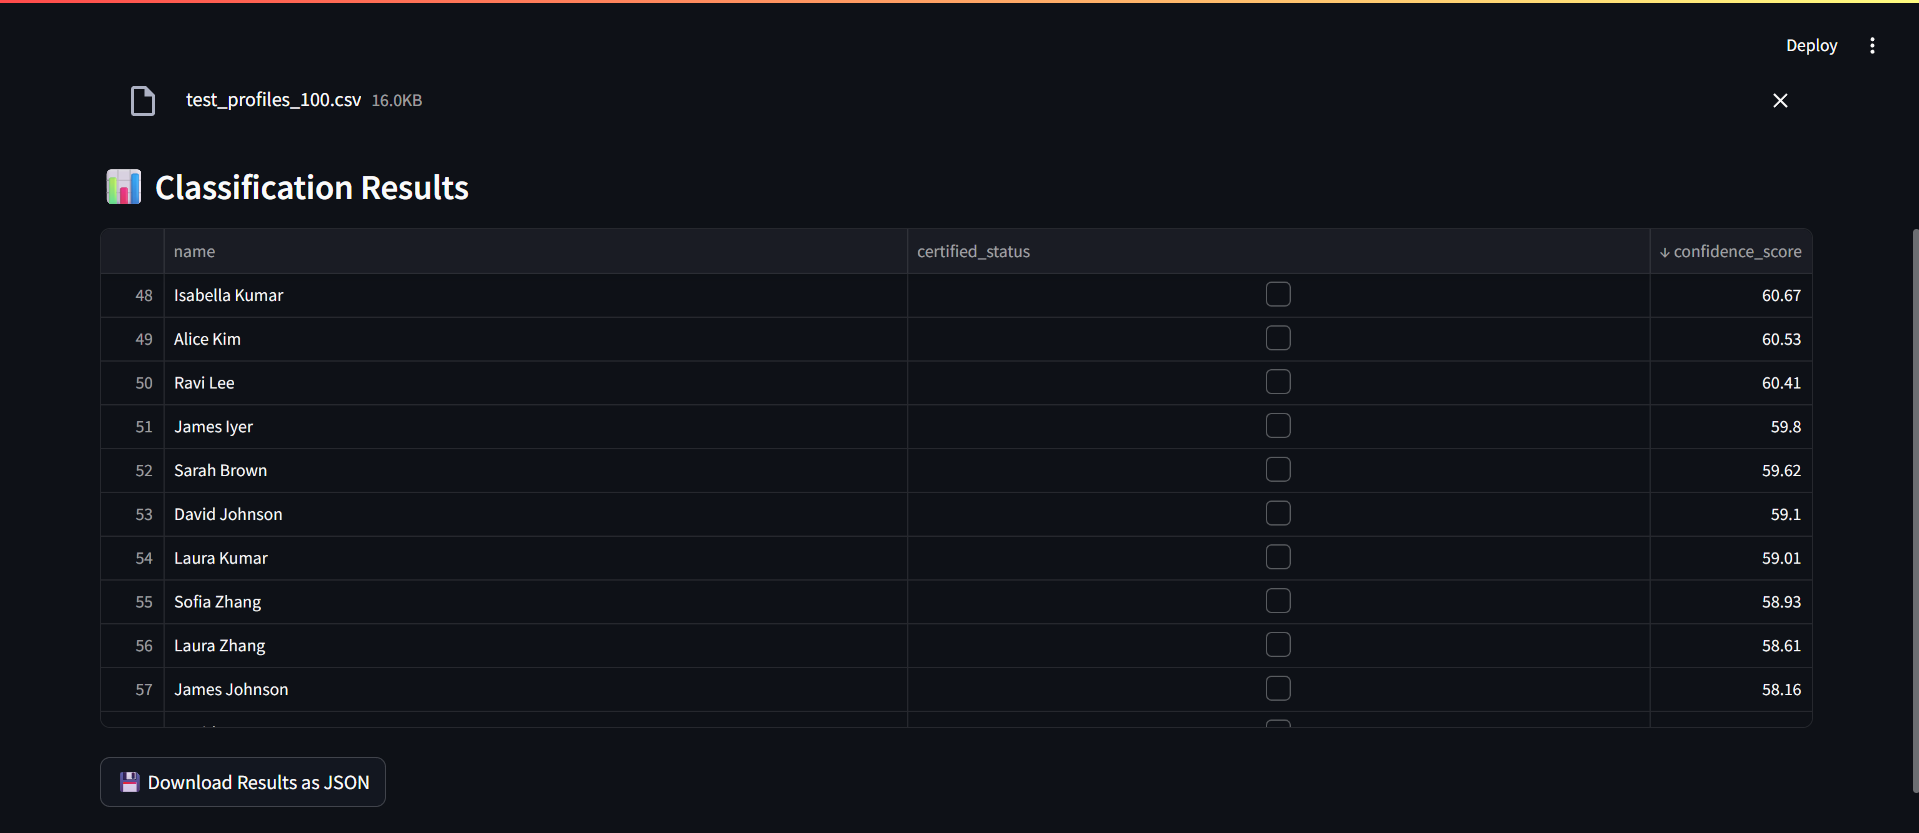 Deploy
test_profiles_100.csv 16.0KB
Classification Results
name certified_status ↓ confidence_score
48 Isabella Kumar 60.67
49 Alice Kim 60.53
50 Ravi Lee 60.41
51 James Iyer 59.8
52 Sarah Brown 59.62
53 David Johnson 59.1
54 Laura Kumar 59.01
55 Sofia Zhang 58.93
56 Laura Zhang 58.61
57 James Johnson 58.16
Download Results as JSON